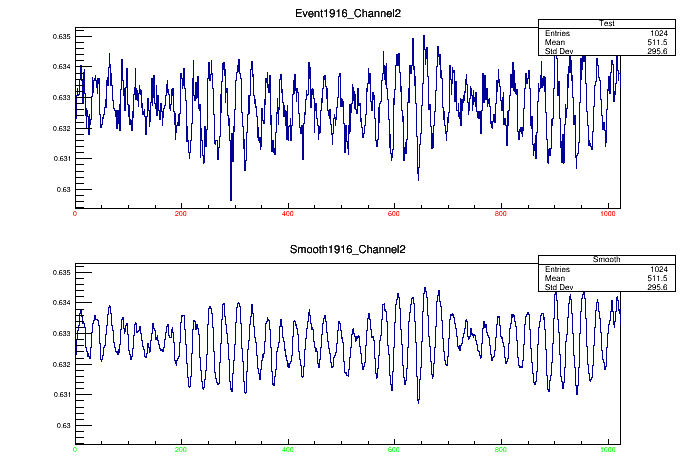 Event1916_Channel2
Test
Entries 1024
Mean 511.5
Std Dev 295.6
0.635
0.634
0.633
0.632
0.631
0.63
0 200 400 600 800 1000
Smooth1916_Channel2
Smooth
Entries 1024
Mean 511.5
Std Dev 295.6
0.635
0.634
0.633
0.632
0.631
0.63
0 200 400 600 800 1000